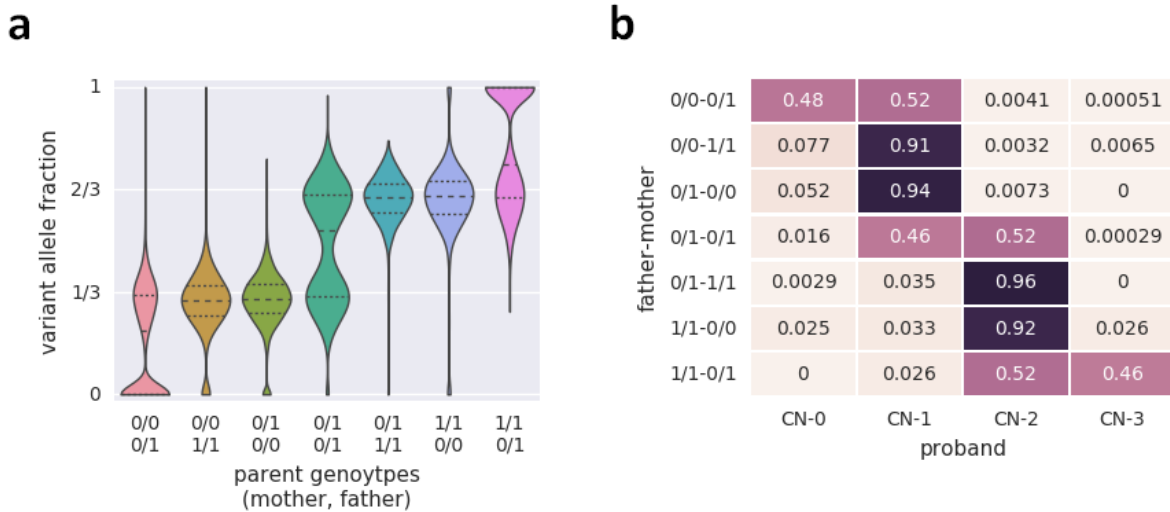 a
variant allele fraction
1
2/3
1/3
0
0/0 0/0 0/1 0/1 0/1 1/1 1/1
0/1 1/1 0/0 0/1 1/1 0/0 0/1
parent genoytpes
(mother, father)
b
father-mother
0/0-0/1 0.48 0.52 0.0041 0.00051
0/0-1/1 0.077 0.91 0.0032 0.0065
0/1-0/0 0.052 0.94 0.0073 0
0/1-0/1 0.016 0.46 0.52 0.00029
0/1-1/1 0.0029 0.035 0.96 0
1/1-0/0 0.025 0.033 0.92 0.026
1/1-0/1 0 0.026 0.52 0.46
CN-0 CN-1 CN-2 CN-3
proband